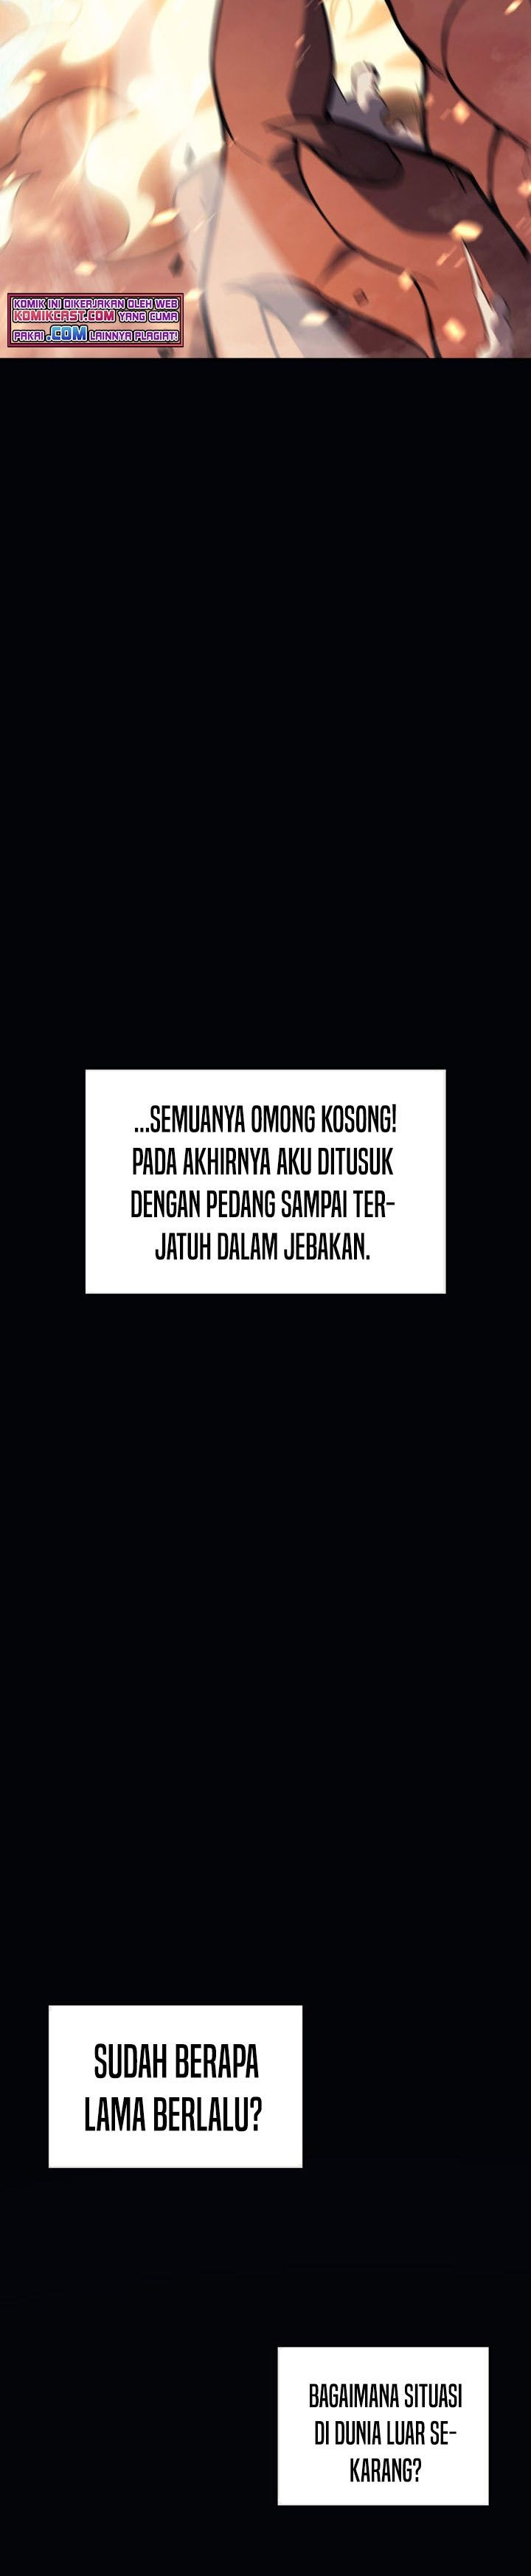 KOMIK INI DIKERJAKAN OLEH WEB
KOMIKCAST.COM YANG CUMA
PAKAI .COM LAINNYA PLAGIAT!
...SEMUANYA OMONG KOSONG!
PADA AKHIRNYA AKU DITUSUK
DENGAN PEDANG SAMPAI TER-
JATUH DALAM JEBAKAN.
SUDAH BERAPA
LAMA BERLALU?
BAGAIMANA SITUASI
DI DUNIA LUAR SE-
KARANG?